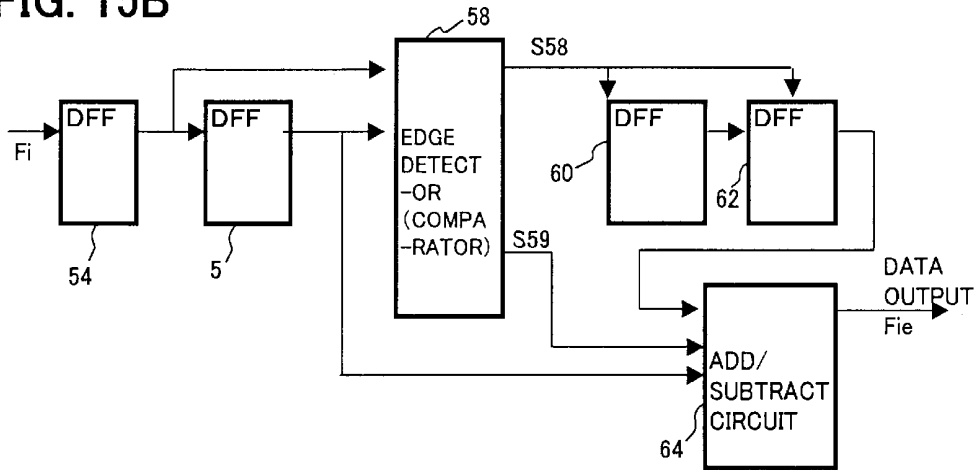 FIG. 15B
58
S58
DFF
DFF
DFF
DFF
Fi
EDGE
DETECT
-OR
(COMPA
-RATOR)
60
62
54
5
S59
DATA
OUTPUT
Fie
ADD/
SUBTRACT
CIRCUIT
64